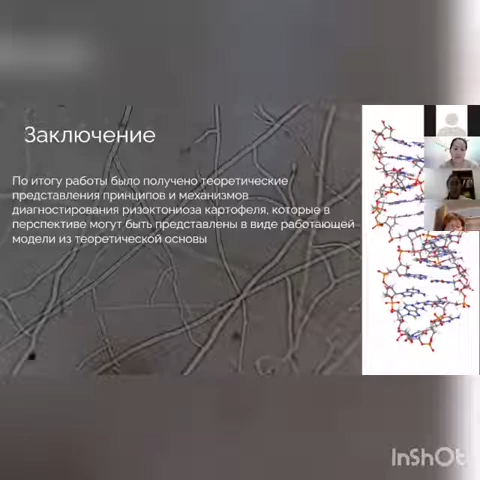 Заключение
По итогу работы было получено теоретические
представления принципов и механизмов
диагностирования ризоктониоза картофеля, которые в
перспективе могут быть представлены в виде работающей
модели из теоретической основы
InShOt